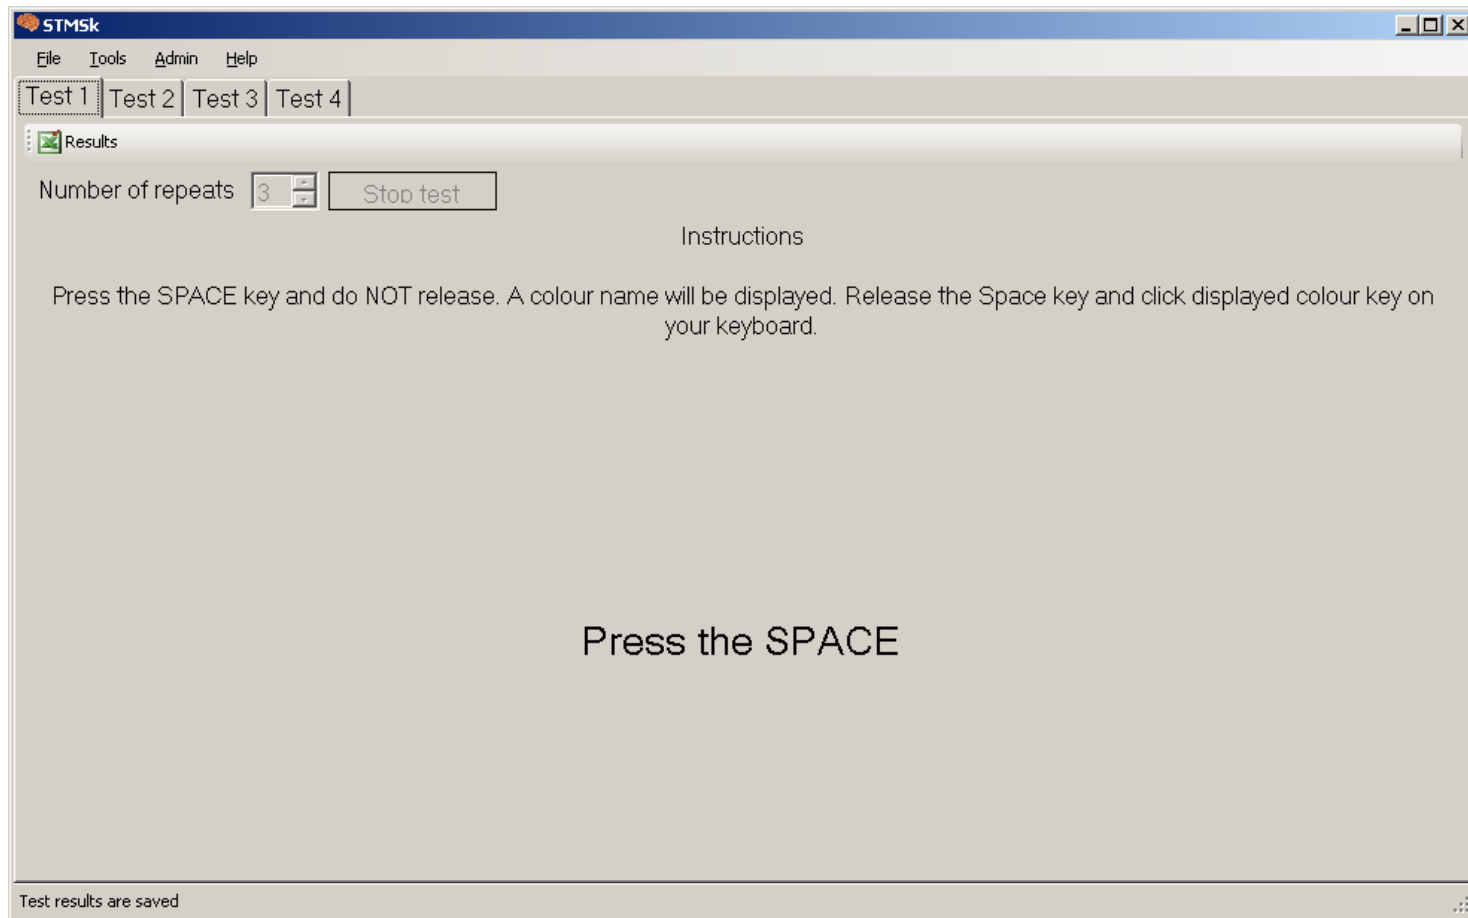 STMSk
File Tools Admin Help
Test 1 Test 2 Test 3 Test 4
Results
Number of repeats 3 Stop test
Instructions
Press the SPACE key and do NOT release. A colour name will be displayed. Release the Space key and click displayed colour key on
your keyboard.
Press the SPACE
Test results are saved